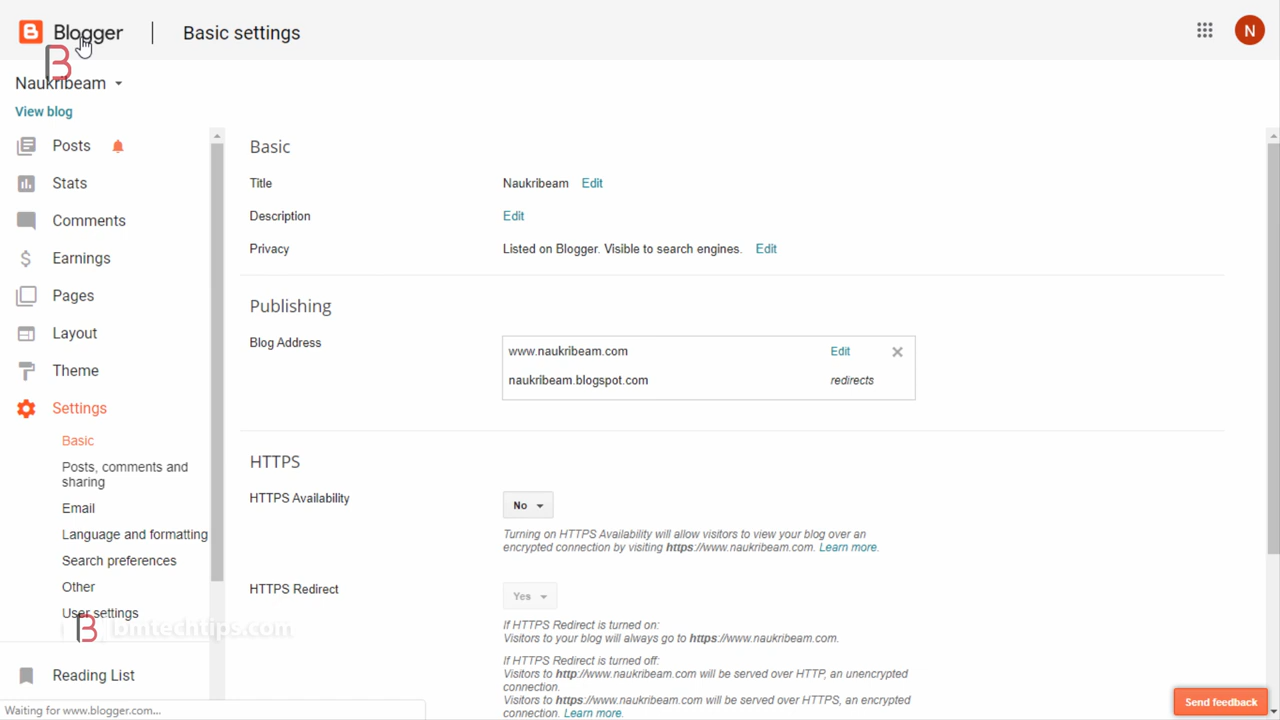 Blogger
Basic settings
N
Naukribeam
View blog
Posts
Stats
Comments
Earnings
Pages
Layout
Theme
Settings
Basic
Posts, comments and
sharing
Email
Language and formatting
Search preferences
Other
User settings
bmtechtips.com
Reading List
Waiting for www.blogger.com...
Basic
Title Naukribeam Edit
Description Edit
Privacy Listed on Blogger. Visible to search engines. Edit
Publishing
Blog Address
www.naukribeam.com Edit
naukribeam.blogspot.com redirects
HTTPS
HTTPS Availability
No
Turning on HTTPS Availability will allow visitors to view your blog over an
encrypted connection by visiting https://www.naukribeam.com. Learn more.
HTTPS Redirect
Yes
If HTTPS Redirect is turned on:
Visitors to your blog will always go to https://www.naukribeam.com.
If HTTPS Redirect is turned off:
Visitors to http://www.naukribeam.com will be served over HTTP, an unencrypted
connection.
Visitors to https://www.naukribeam.com will be served over HTTPS, an encrypted
connection. Learn more.
Send feedback